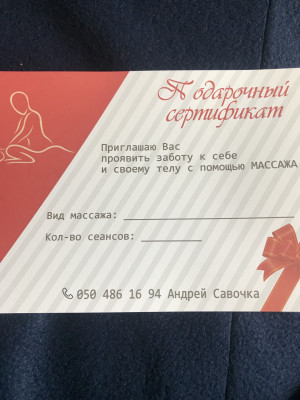 Подарочный
сертификат
Приглашаю Вас
проявить заботу к себе
и своему телу с помощью МАССАЖА
Вид массажа:
Кол-во сеансов:
050 486 16 94 Андрей Савочка